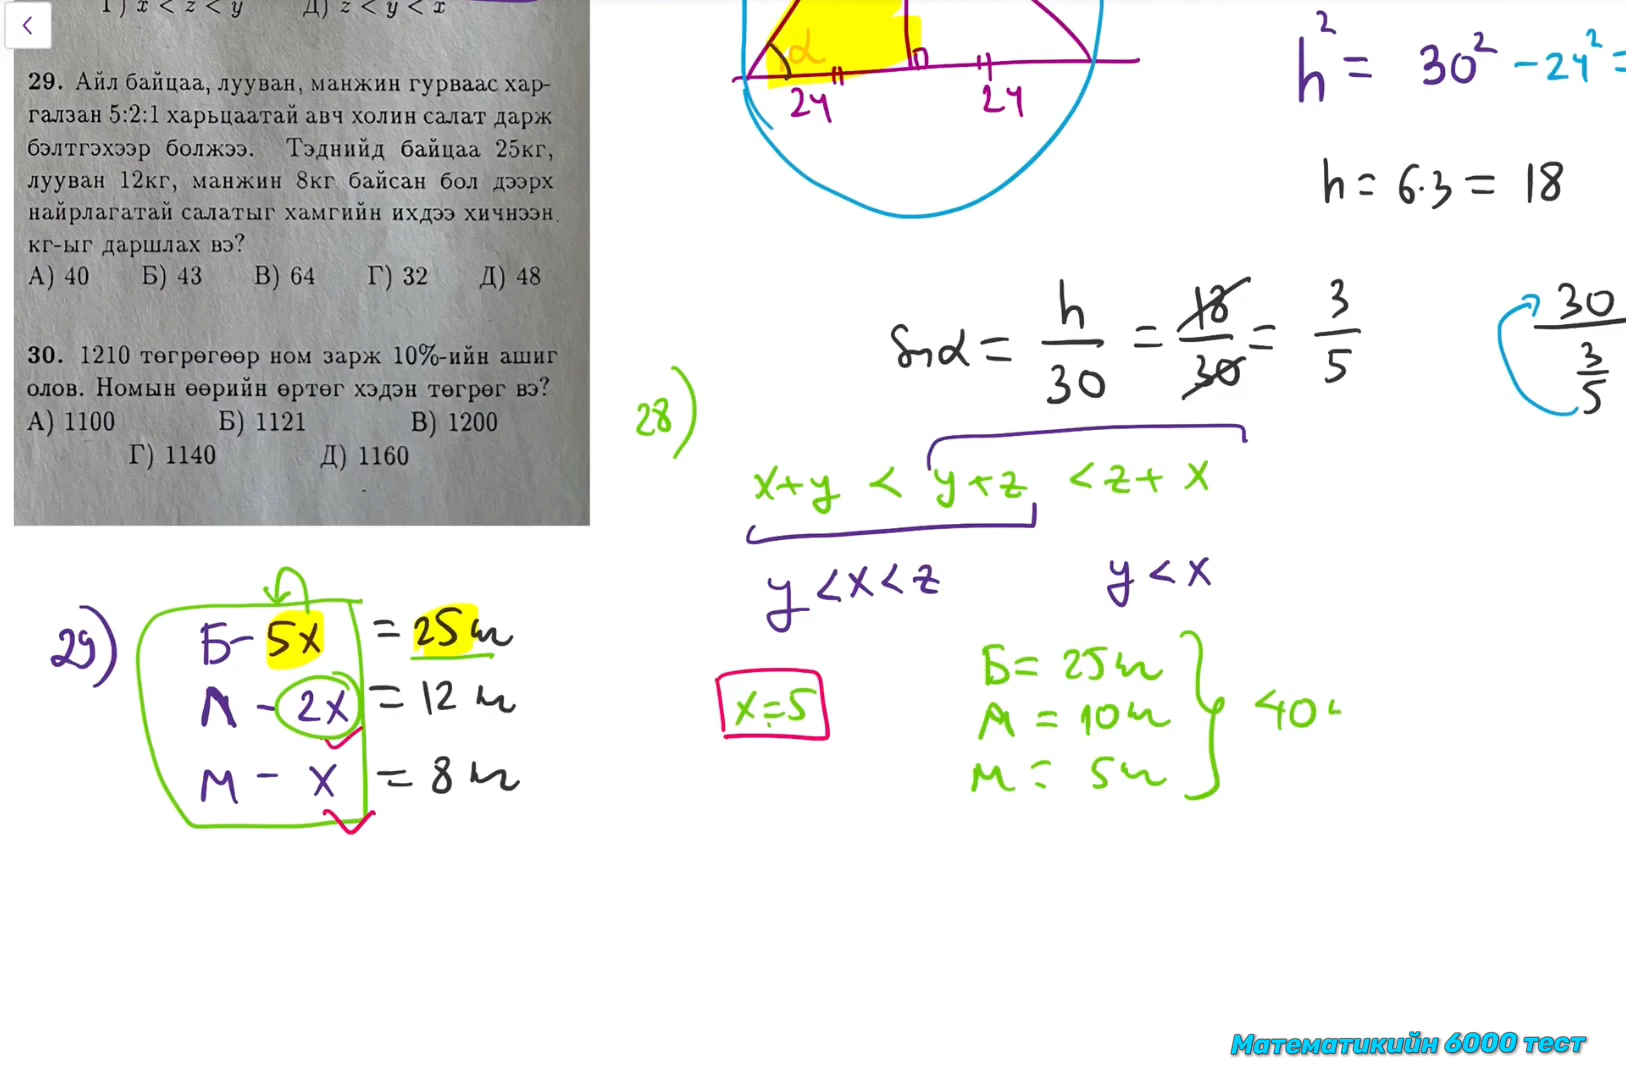 Г) x < z < y Д) z < y < x
29. Айл байцаа, лууван, манжин гурваас хар-
галзан 5:2:1 харьцаатай авч холин салат дарж
бэлтгэхээр болжээ. Тэднийд байцаа 25кг,
лууван 12кг, манжин 8кг байсан бол дээрх
найрлагатай салатыг хамгийн ихдээ хичнээн
кг-ыг даршлах вэ?
А) 40 Б) 43 В) 64 Г) 32 Д) 48
30. 1210 төгрөгөөр ном зарж 10%-ийн ашиг
олов. Номын өөрийн өртөг хэдэн төгрөг вэ?
А) 1100 Б) 1121 В) 1200
Г) 1140 Д) 1160
α
24 24
h² = 30² - 24² =
h = 6·3 = 18
sin α = h/30 = 18/30 = 3/5
30
3/5
28)
x+y < y+z < z+x
y < x < z y < x
29)
Б - 5x = 25кг
Л - 2x = 12кг
М - x = 8кг
x = 5
Б = 25кг
Л = 10кг
М = 5кг
40
Математикийн 6000 тест